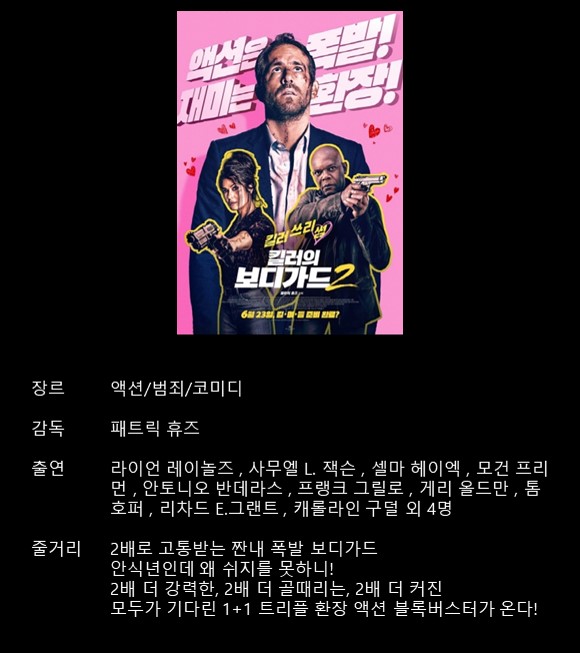 액션은 폭발!
재미는 환장!
킬러쓰리썸
킬러의
보디가드2
6월 23일, 킬·여·듭 준비 완료?
장르 액션/범죄/코미디
감독 패트릭 휴즈
출연 라이언 레이놀즈 , 사무엘 L. 잭슨 , 셀마 헤이엑 , 모건 프리
먼 , 안토니오 반데라스 , 프랭크 그릴로 , 게리 올드만 , 톰
호퍼 , 리차드 E.그랜트 , 캐롤라인 구덜 외 4명
줄거리 2배로 고통받는 짠내 폭발 보디가드
안식년인데 왜 쉬지를 못하니!
2배 더 강력한, 2배 더 골때리는, 2배 더 커진
모두가 기다린 1+1 트리플 환장 액션 블록버스터가 온다!